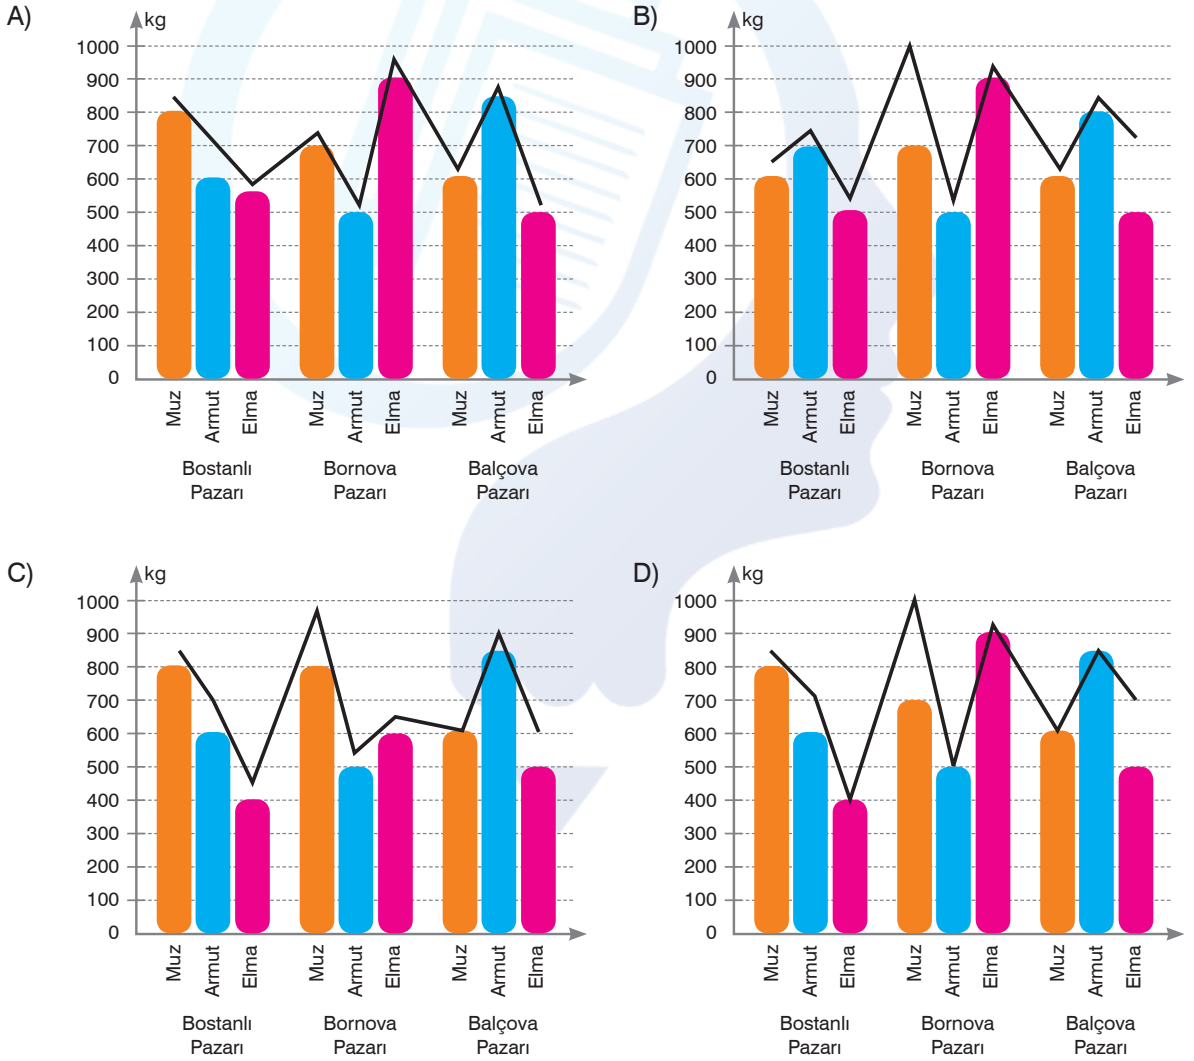 A)
kg
1000
900
800
700
600
500
400
300
200
100
0
Muz
Armut
Elma
Muz
Armut
Elma
Muz
Armut
Elma
Bostanlı
Pazarı
Bornova
Pazarı
Balçova
Pazarı
B)
kg
1000
900
800
700
600
500
400
300
200
100
0
Muz
Armut
Elma
Muz
Armut
Elma
Muz
Armut
Elma
Bostanlı
Pazarı
Bornova
Pazarı
Balçova
Pazarı
C)
kg
1000
900
800
700
600
500
400
300
200
100
0
Muz
Armut
Elma
Muz
Armut
Elma
Muz
Armut
Elma
Bostanlı
Pazarı
Bornova
Pazarı
Balçova
Pazarı
D)
kg
1000
900
800
700
600
500
400
300
200
100
0
Muz
Armut
Elma
Muz
Armut
Elma
Muz
Armut
Elma
Bostanlı
Pazarı
Bornova
Pazarı
Balçova
Pazarı